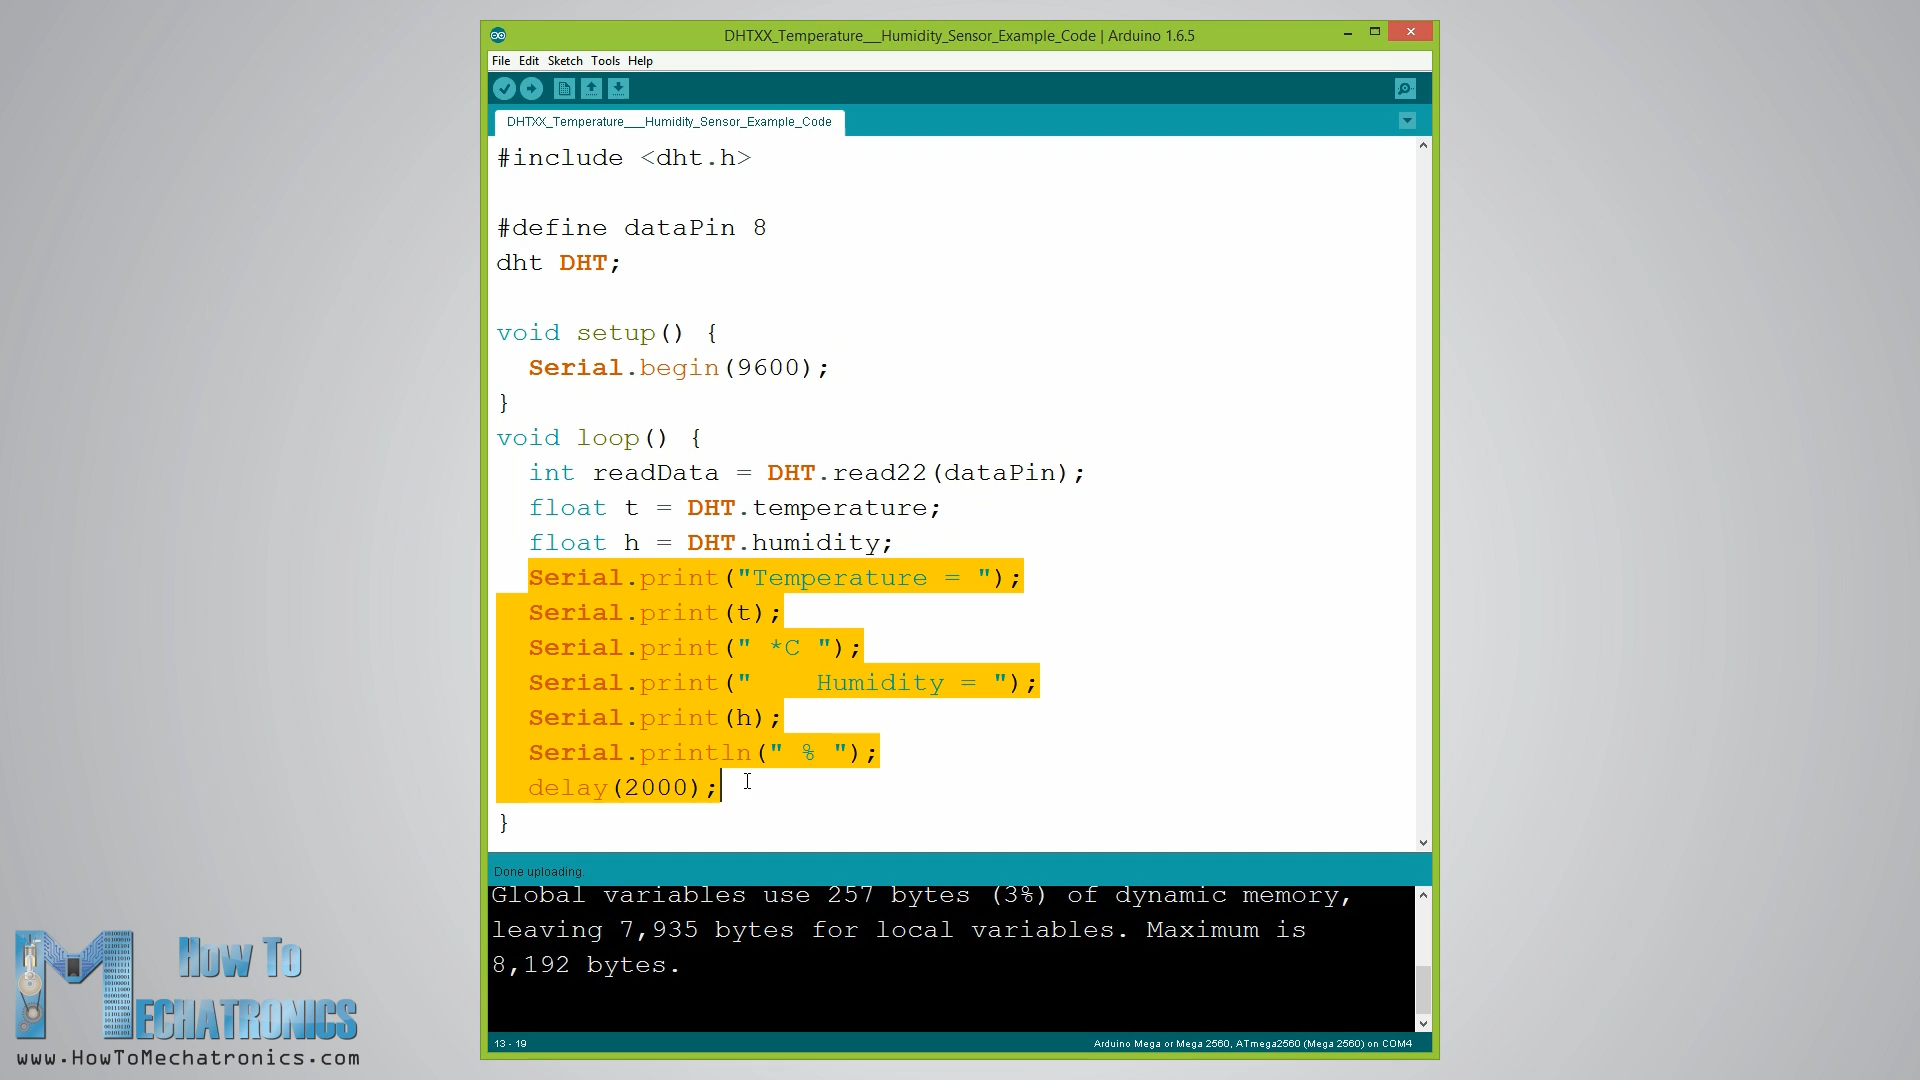 DHTXX_Temperature___Humidity_Sensor_Example_Code | Arduino 1.6.5
File Edit Sketch Tools Help
DHTXX_Temperature___Humidity_Sensor_Example_Code
#include <dht.h>
#define dataPin 8
dht DHT;
void setup() {
  Serial.begin(9600);
}
void loop() {
  int readData = DHT.read22(dataPin);
  float t = DHT.temperature;
  float h = DHT.humidity;
  Serial.print("Temperature = ");
  Serial.print(t);
  Serial.print(" *C ");
  Serial.print("    Humidity = ");
  Serial.print(h);
  Serial.println(" % ");
  delay(2000);
}
Done uploading.
Global variables use 257 bytes (3%) of dynamic memory,
leaving 7,935 bytes for local variables. Maximum is
8,192 bytes.
13 - 19
Arduino Mega or Mega 2560, ATmega2560 (Mega 2560) on COM4
How To
MECHATRONICS
www.HowToMechatronics.com